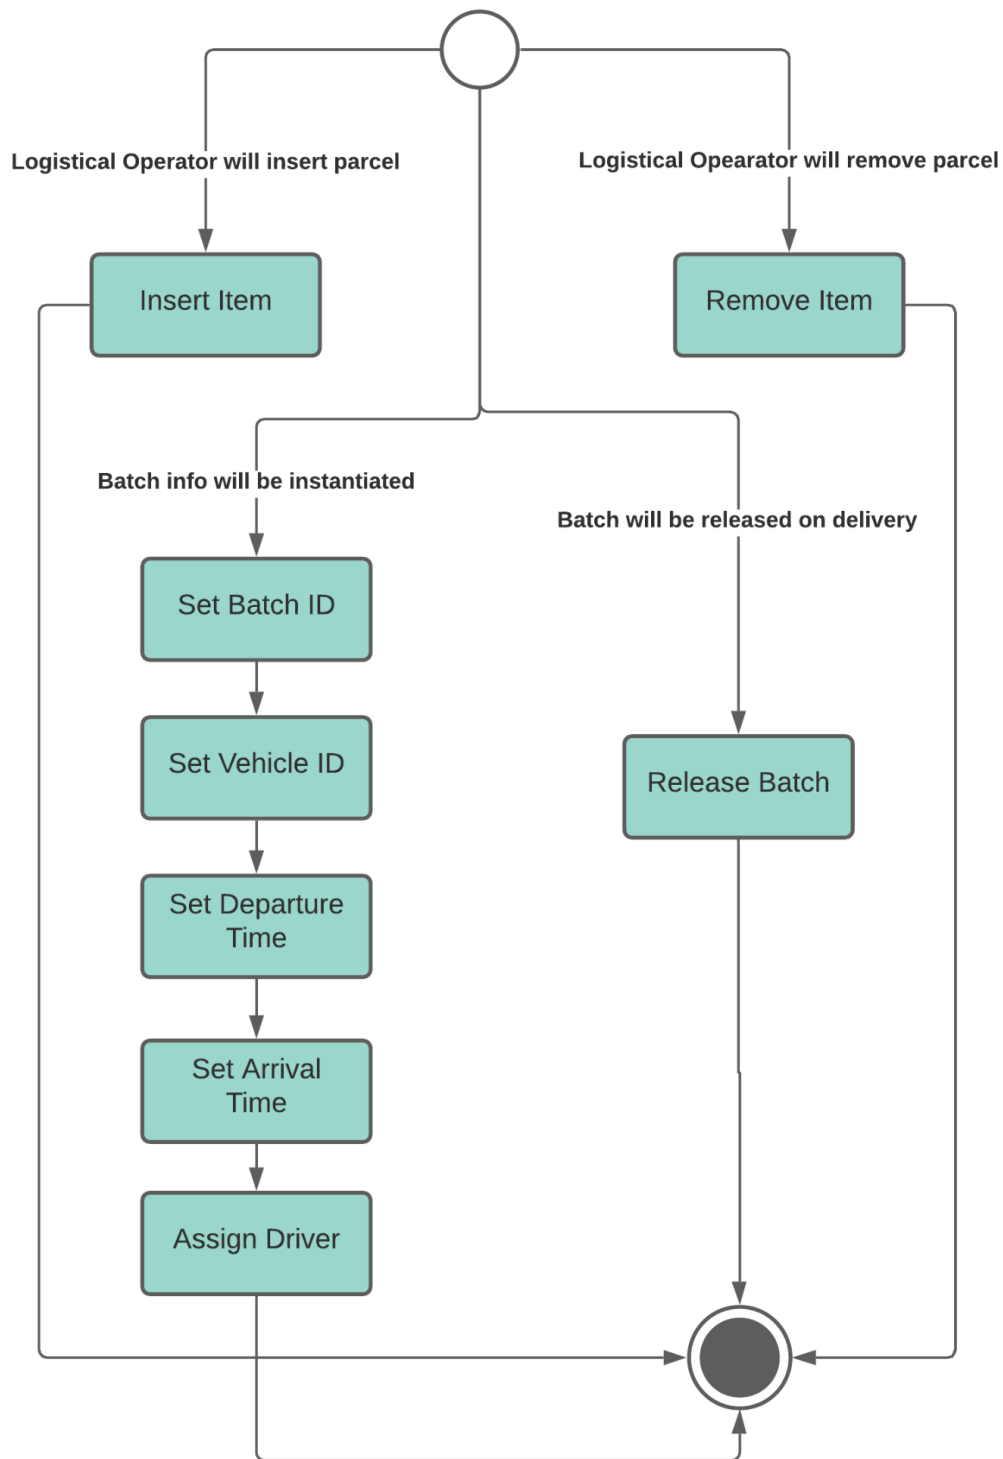 Logistical Operator will insert parcel
Logistical Opearator will remove parcel
Insert Item
Remove Item
Batch info will be instantiated
Batch will be released on delivery
Set Batch ID
Set Vehicle ID
Release Batch
Set Departure
Time
Set Arrival
Time
Assign Driver